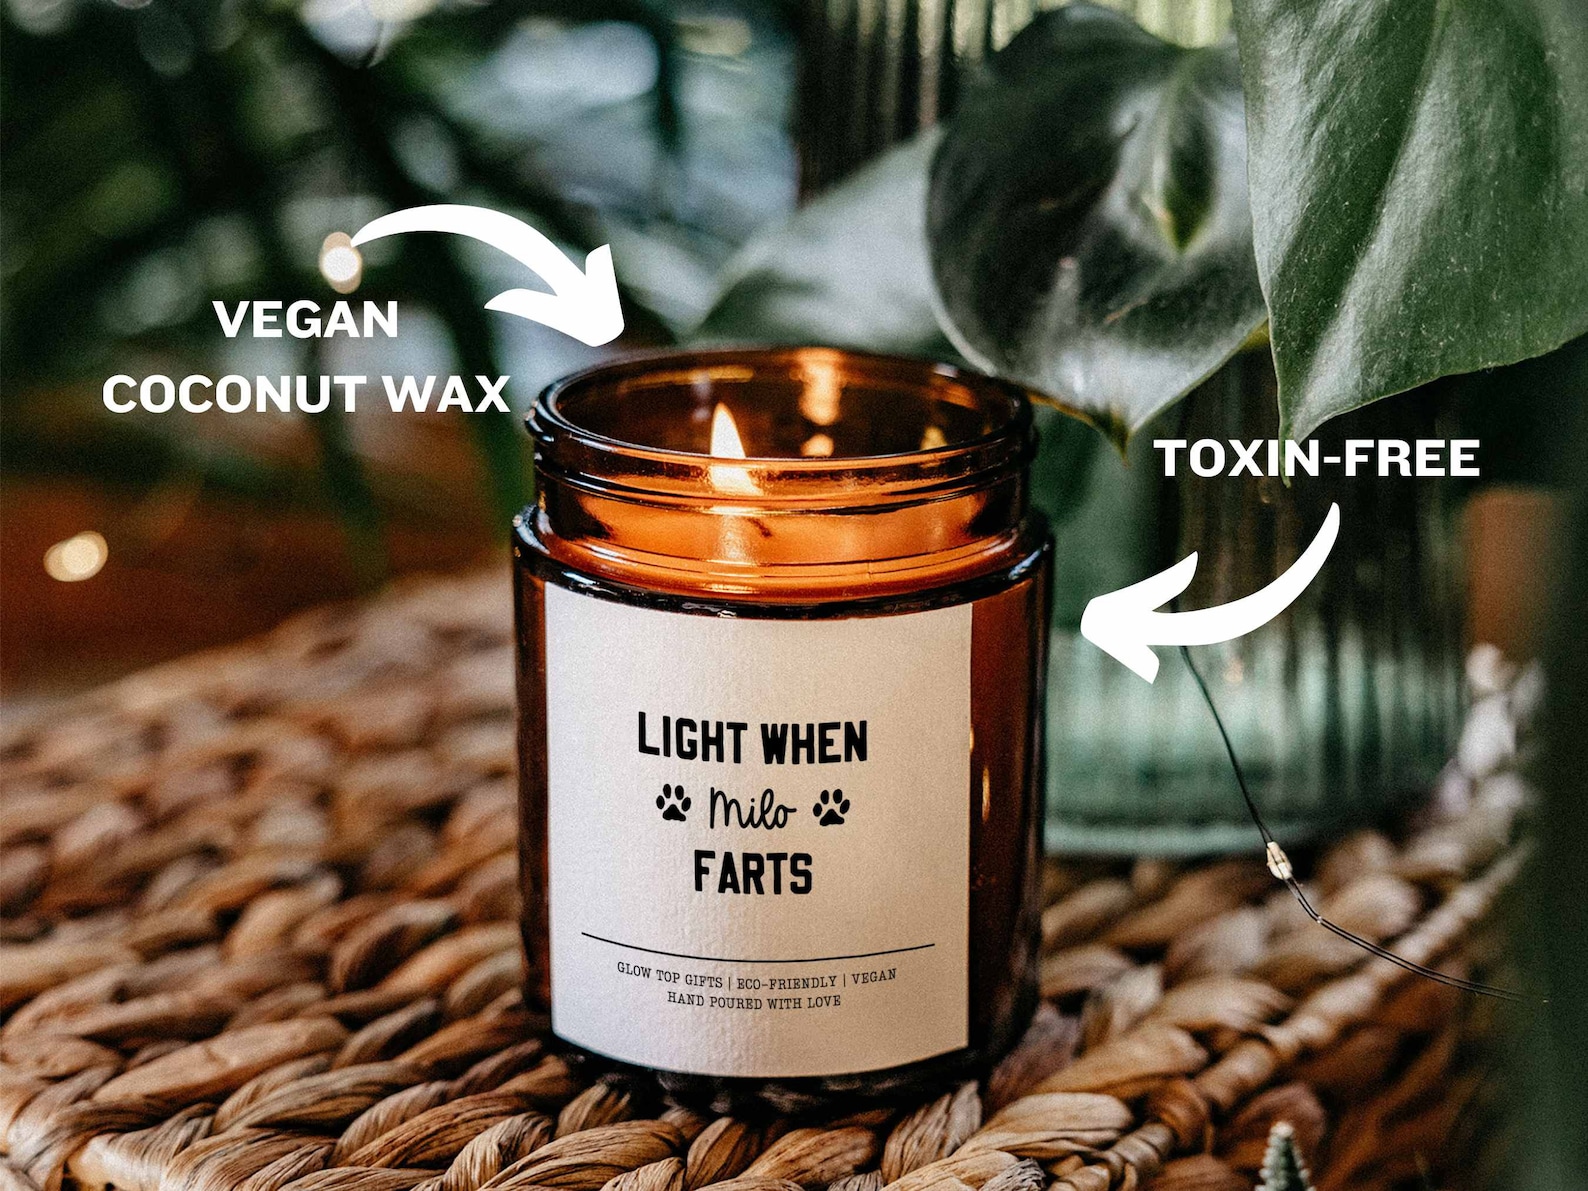 VEGAN
COCONUT WAX
TOXIN-FREE
LIGHT WHEN
Milo
FARTS
GLOW TOP GIFTS | ECO-FRIENDLY | VEGAN
HAND POURED WITH LOVE